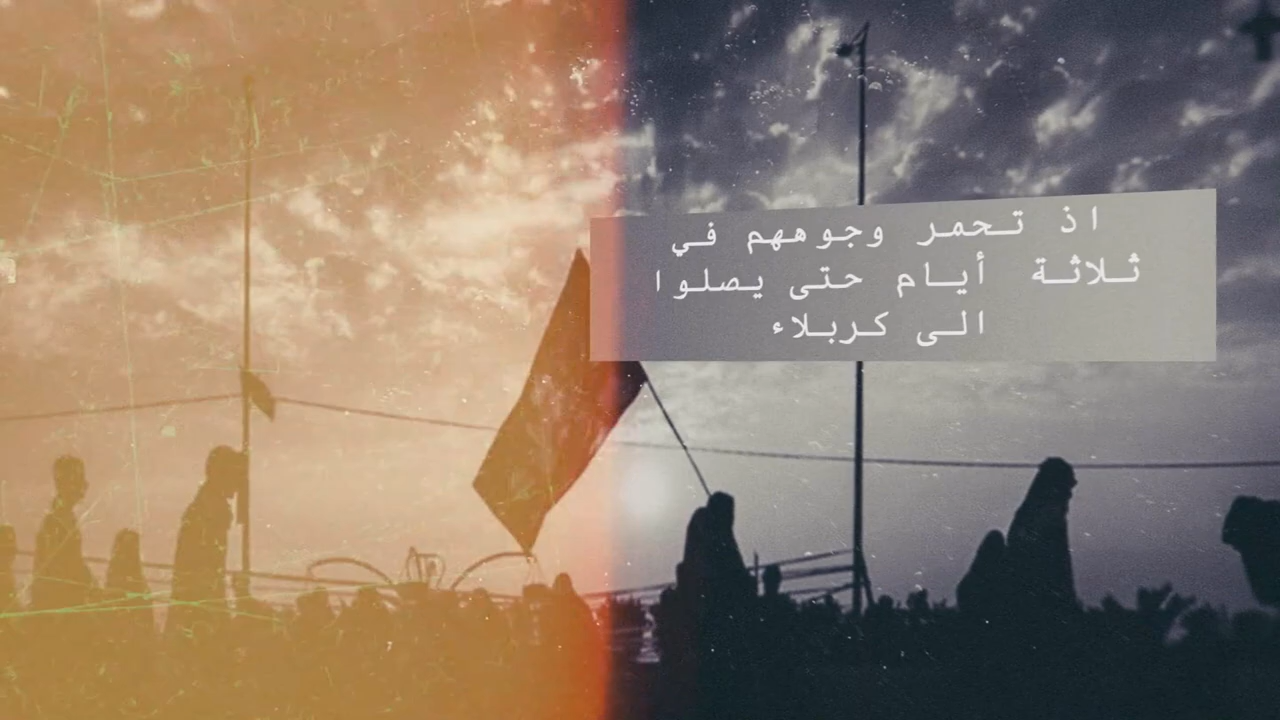 اذ تحمر وجوههم في
ثلاثة أيام حتى يصلوا
الى كربلاء